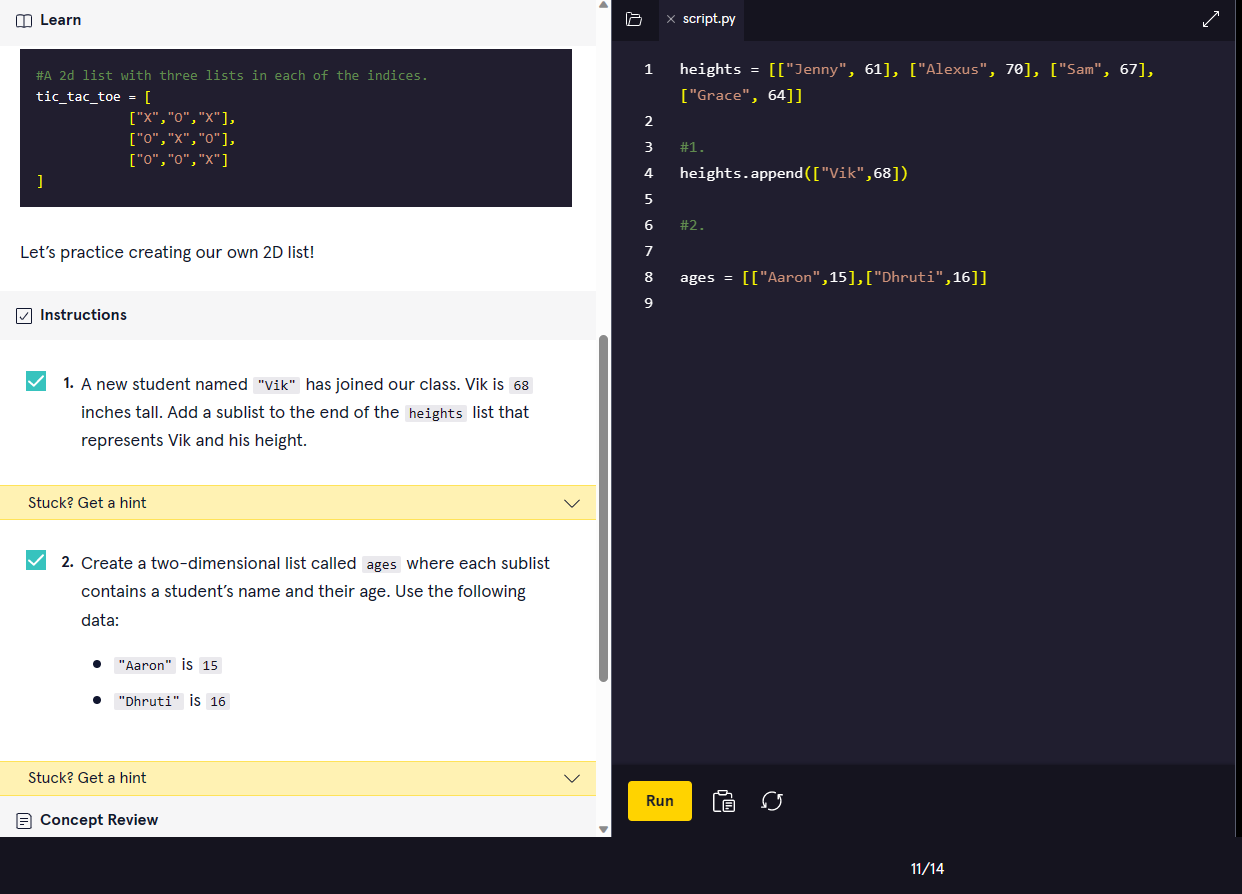 Learn
#A 2d list with three lists in each of the indices.
tic_tac_toe = [
["X","O","X"],
["O","X","O"],
["O","O","X"]
]
Let’s practice creating our own 2D list!
Instructions
1. A new student named "Vik" has joined our class. Vik is 68
inches tall. Add a sublist to the end of the heights list that
represents Vik and his height.
Stuck? Get a hint
2. Create a two-dimensional list called ages where each sublist
contains a student’s name and their age. Use the following
data:
"Aaron" is 15
"Dhruti" is 16
Stuck? Get a hint
Concept Review
script.py
1 heights = [["Jenny", 61], ["Alexus", 70], ["Sam", 67],
["Grace", 64]]
2
3 #1.
4 heights.append(["Vik",68])
5
6 #2.
7
8 ages = [["Aaron",15],["Dhruti",16]]
9
Run
11/14